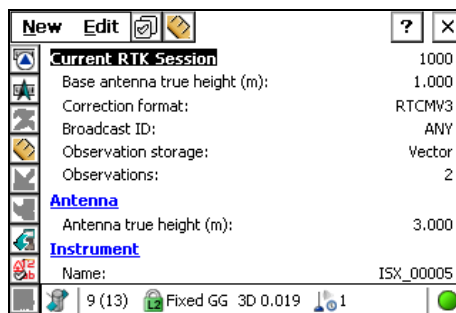 New Edit ? X
Current RTK Session 1000
Base antenna true height (m): 1.000
Correction format: RTCMV3
Broadcast ID: ANY
Observation storage: Vector
Observations: 2
Antenna
Antenna true height (m): 3.000
Instrument
Name: ISX_00005
9 (13) Fixed GG 3D 0.019 1